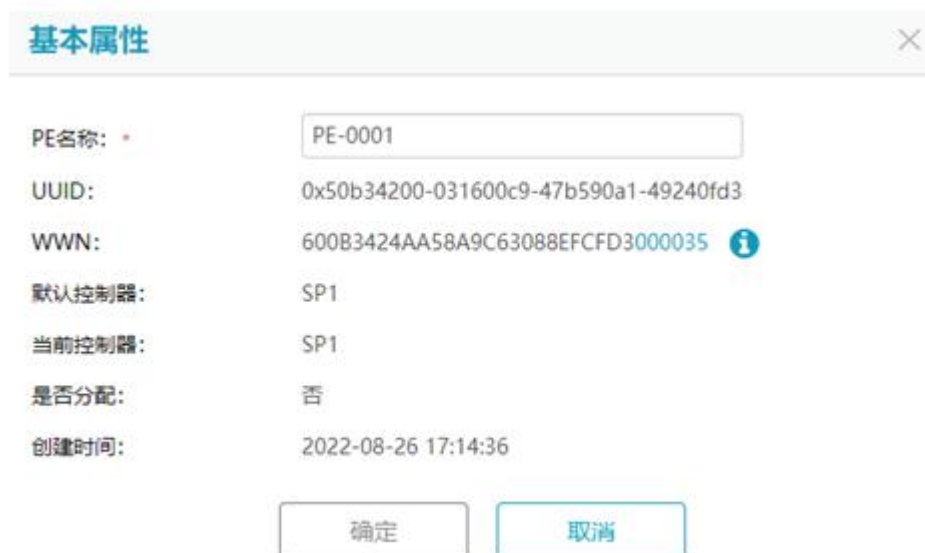 基本属性
PE名称: * PE-0001
UUID: 0x50b34200-031600c9-47b590a1-49240fd3
WWN: 600B3424AA58A9C63088EFCFD3000035
默认控制器: SP1
当前控制器: SP1
是否分配: 否
创建时间: 2022-08-26 17:14:36
确定 取消